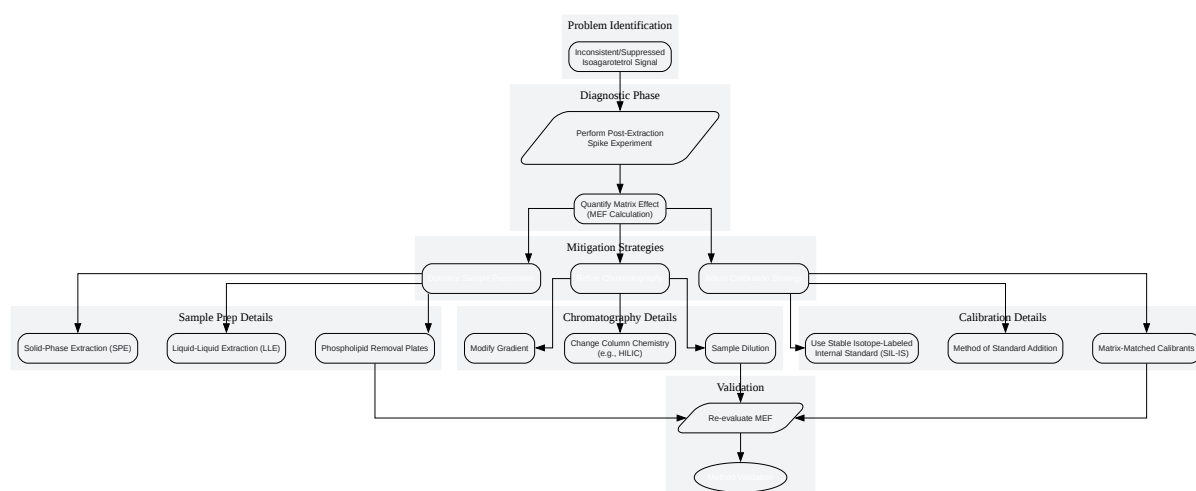 Problem Identification
Inconsistent/Suppressed
Isoagarotetrol Signal
Diagnostic Phase
Perform Post-Extraction
Spike Experiment
Quantify Matrix Effect
(MEF Calculation)
Mitigation Strategies
Sample Prep Details
Chromatography Details
Calibration Details
Solid-Phase Extraction (SPE)
Liquid-Liquid Extraction (LLE)
Phospholipid Removal Plates
Modify Gradient
Change Column Chemistry
(e.g., HILIC)
Sample Dilution
Use Stable Isotope-Labeled
Internal Standard (SIL-IS)
Method of Standard Addition
Matrix-Matched Calibrants
Validation
Re-evaluate MEF